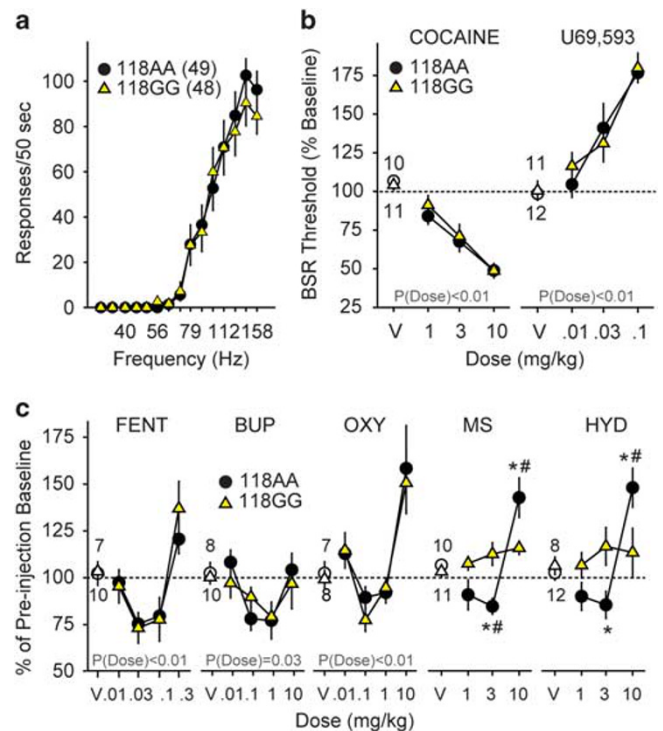 a
118AA (49)
118GG (48)
100
80
60
40
20
0
Responses/50 sec
40 56 79 112 158
Frequency (Hz)
b
COCAINE U69,593
118AA
118GG
175
150
125
100
75
50
25
BSR Threshold (% Baseline)
10
11
11
12
P(Dose)<0.01 P(Dose)<0.01
V 1 3 10 V .01 .03 .1
Dose (mg/kg)
c
FENT BUP OXY MS HYD
118AA
118GG
175
150
125
100
75
50
% of Pre-injection Baseline
*# *#
7 8 7 10 8
10 10 8 11 12
*# *
P(Dose)<0.01 P(Dose)=0.03 P(Dose)<0.01
V .01 .03 .1 .3 V .01 .1 1 10 V .01 .1 1 10 V 1 3 10 V 1 3 10
Dose (mg/kg)